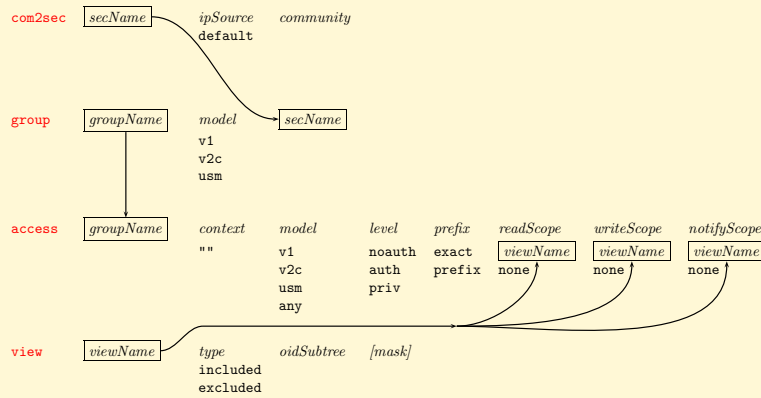 com2sec secName ipSource community
default
group groupName model secName
v1
v2c
usm
access groupName context model level prefix readScope writeScope notifyScope
"" v1 noauth exact viewName viewName viewName
v2c auth prefix none none none
usm priv
any
view viewName type oidSubtree [mask]
included
excluded